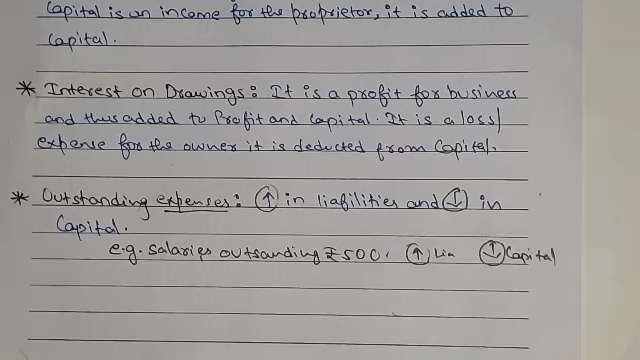 Capital is an income for the proprietor, it is added to
Capital.
* Interest on Drawings: It is a profit for business
and thus added to Profit and Capital. It is a loss/
expense for the owner it is deducted from Capital.
* Outstanding expenses: ↑ in liafilities and ↓ in
Capital.
e.g. salaries outsanding ₹500. ↑ Lia ↓ Capital